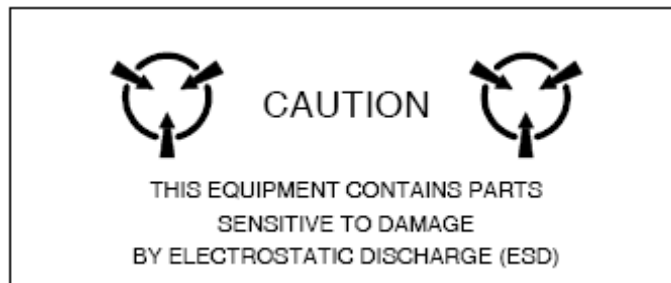 CAUTION
THIS EQUIPMENT CONTAINS PARTS
SENSITIVE TO DAMAGE
BY ELECTROSTATIC DISCHARGE (ESD)